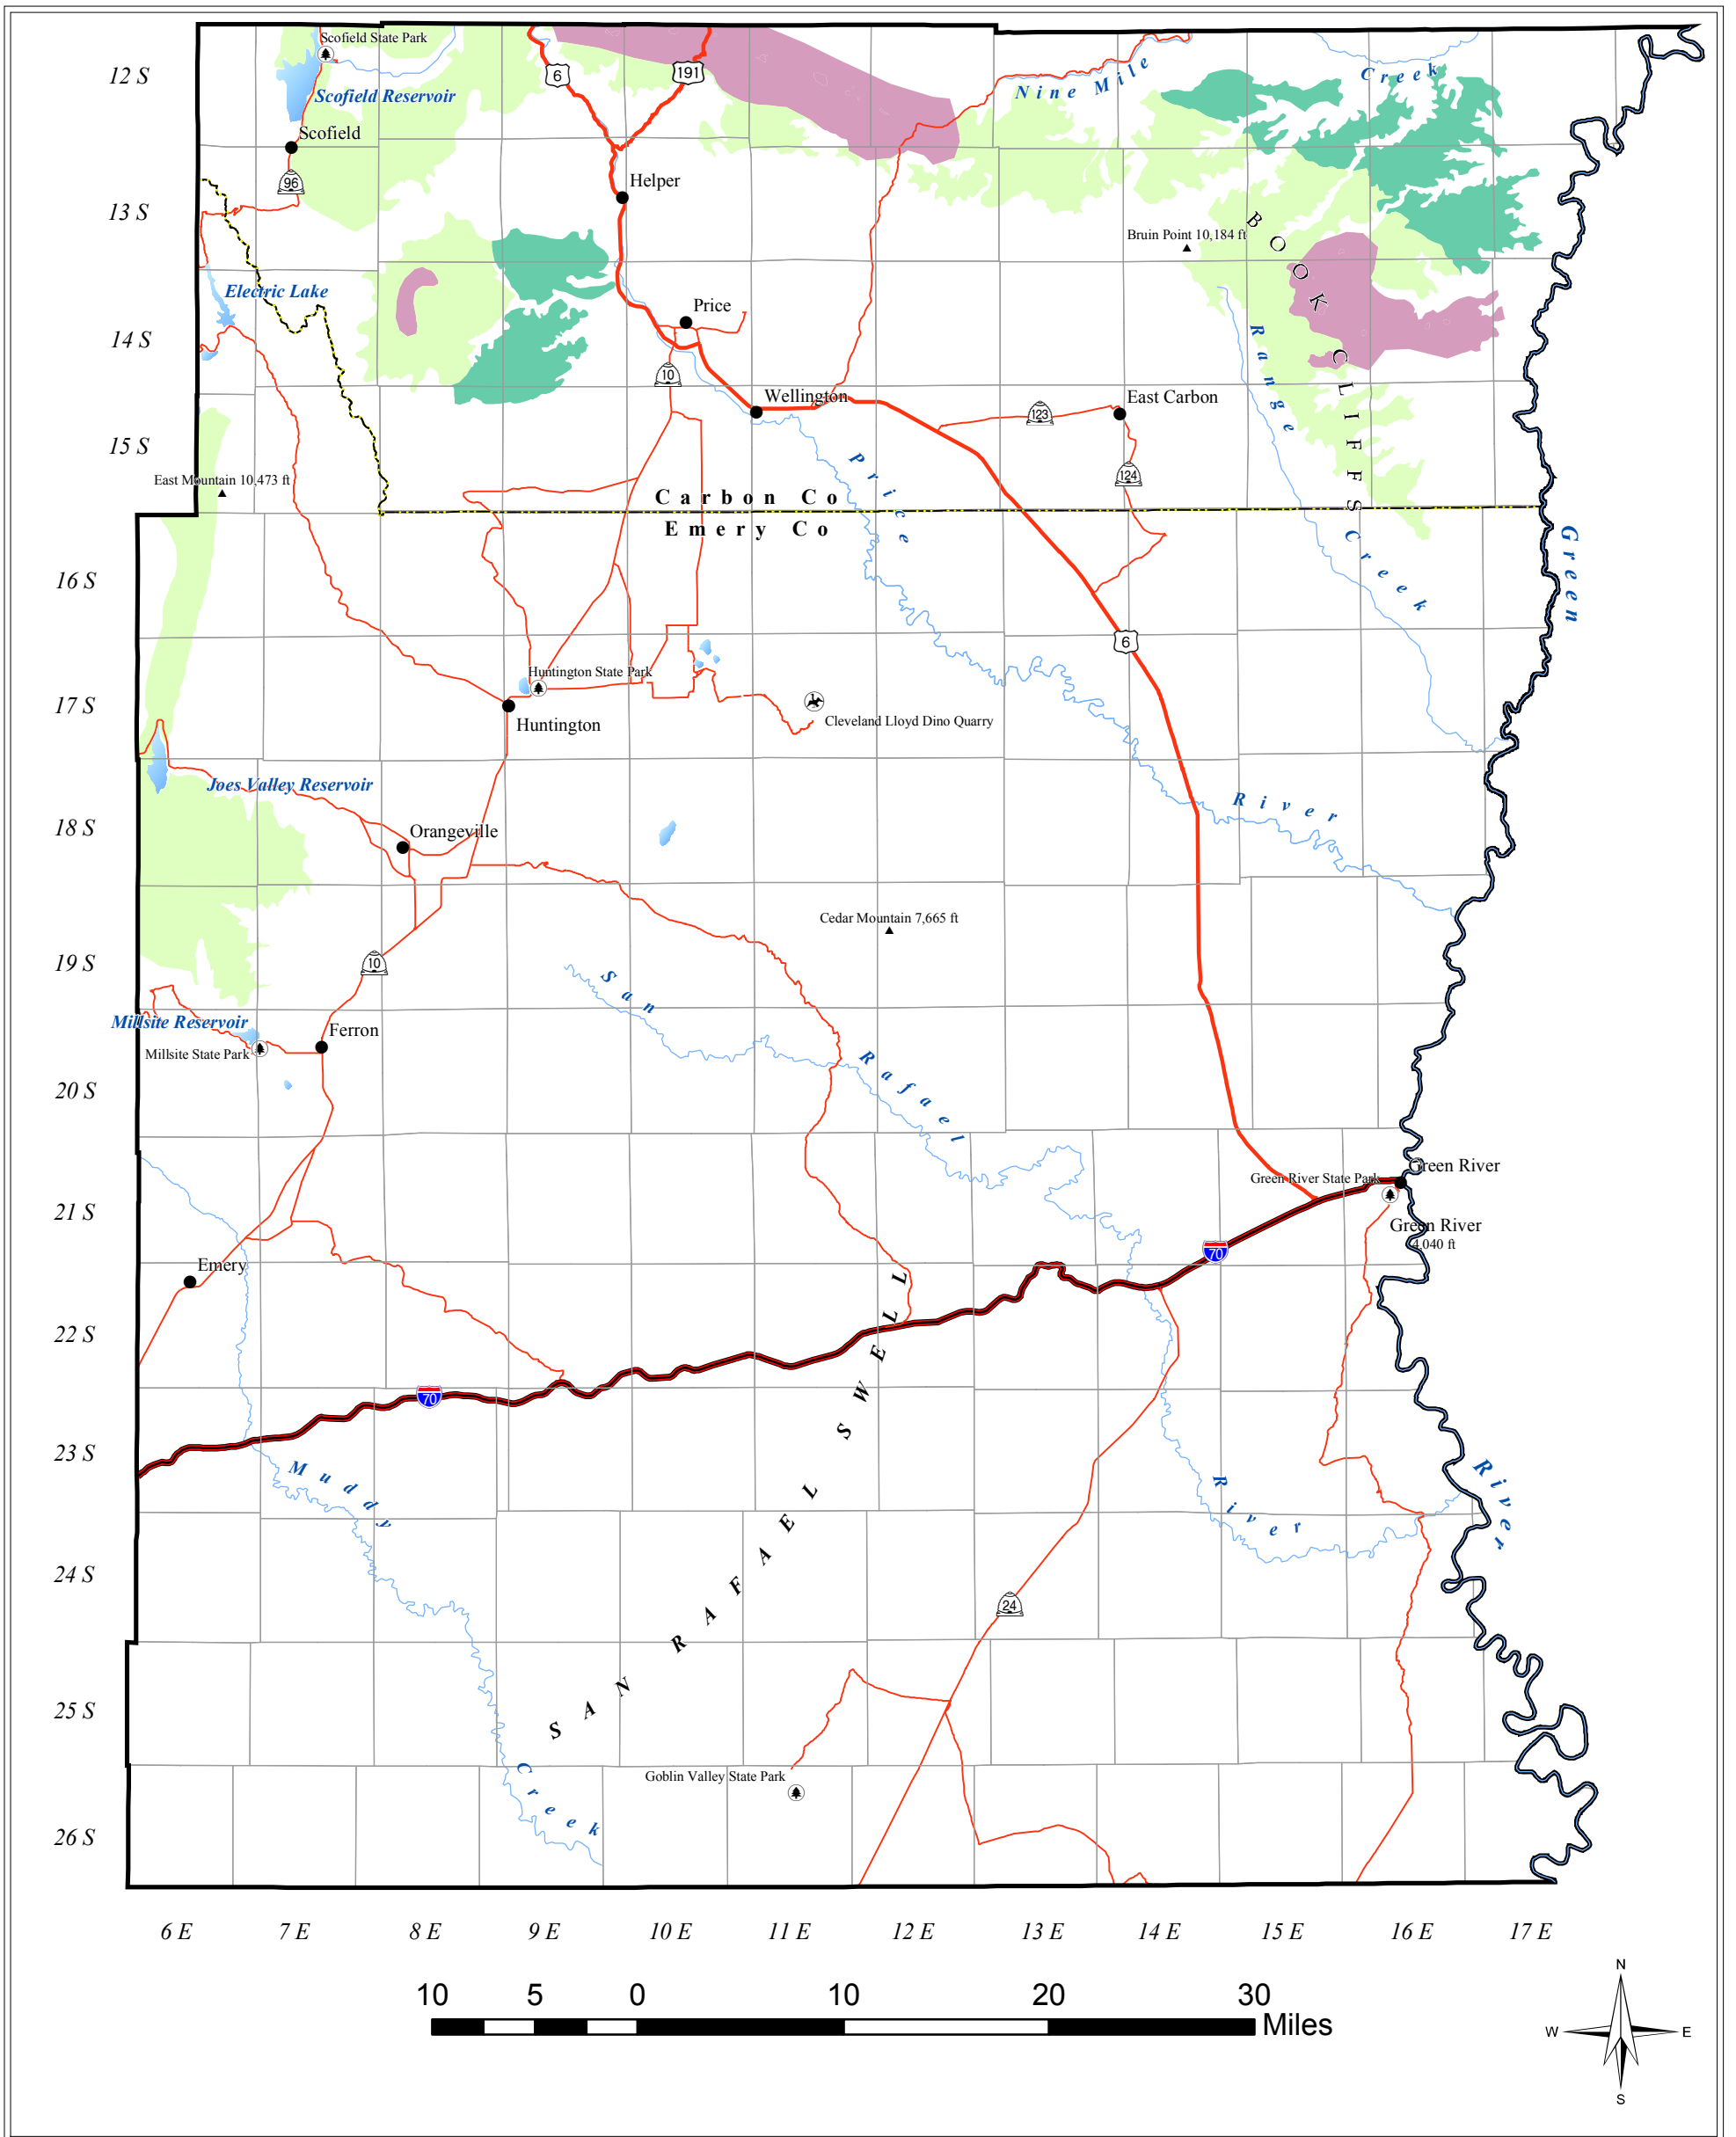 Scofield State Park
12 S
6
191
Nine Mile
Creek
Scofield Reservoir
Scofield
96
Helper
13 S
Bruin Point 10,184 ft
BOOK CLIFFS
Electric Lake
Price
14 S
Range
10
Wellington
123
East Carbon
15 S
Price
124
East Mountain 10,473 ft
Carbon Co
Emery Co
Creek
Green
16 S
6
Huntington State Park
17 S
Huntington
Cleveland Lloyd Dino Quarry
Joes Valley Reservoir
River
18 S
Orangeville
Cedar Mountain 7,665 ft
19 S
10
San
Millsite Reservoir
Ferron
Millsite State Park
Rafael
20 S
Green River
Green River State Park
21 S
Green River
4,040 ft
70
Emery
22 S
SAN RAFAEL SWELL
70
23 S
Muddy
River
River
24 S
24
25 S
Creek
Goblin Valley State Park
26 S
6 E 7 E 8 E 9 E 10 E 11 E 12 E 13 E 14 E 15 E 16 E 17 E
10 5 0 10 20 30
Miles
N
W E
S